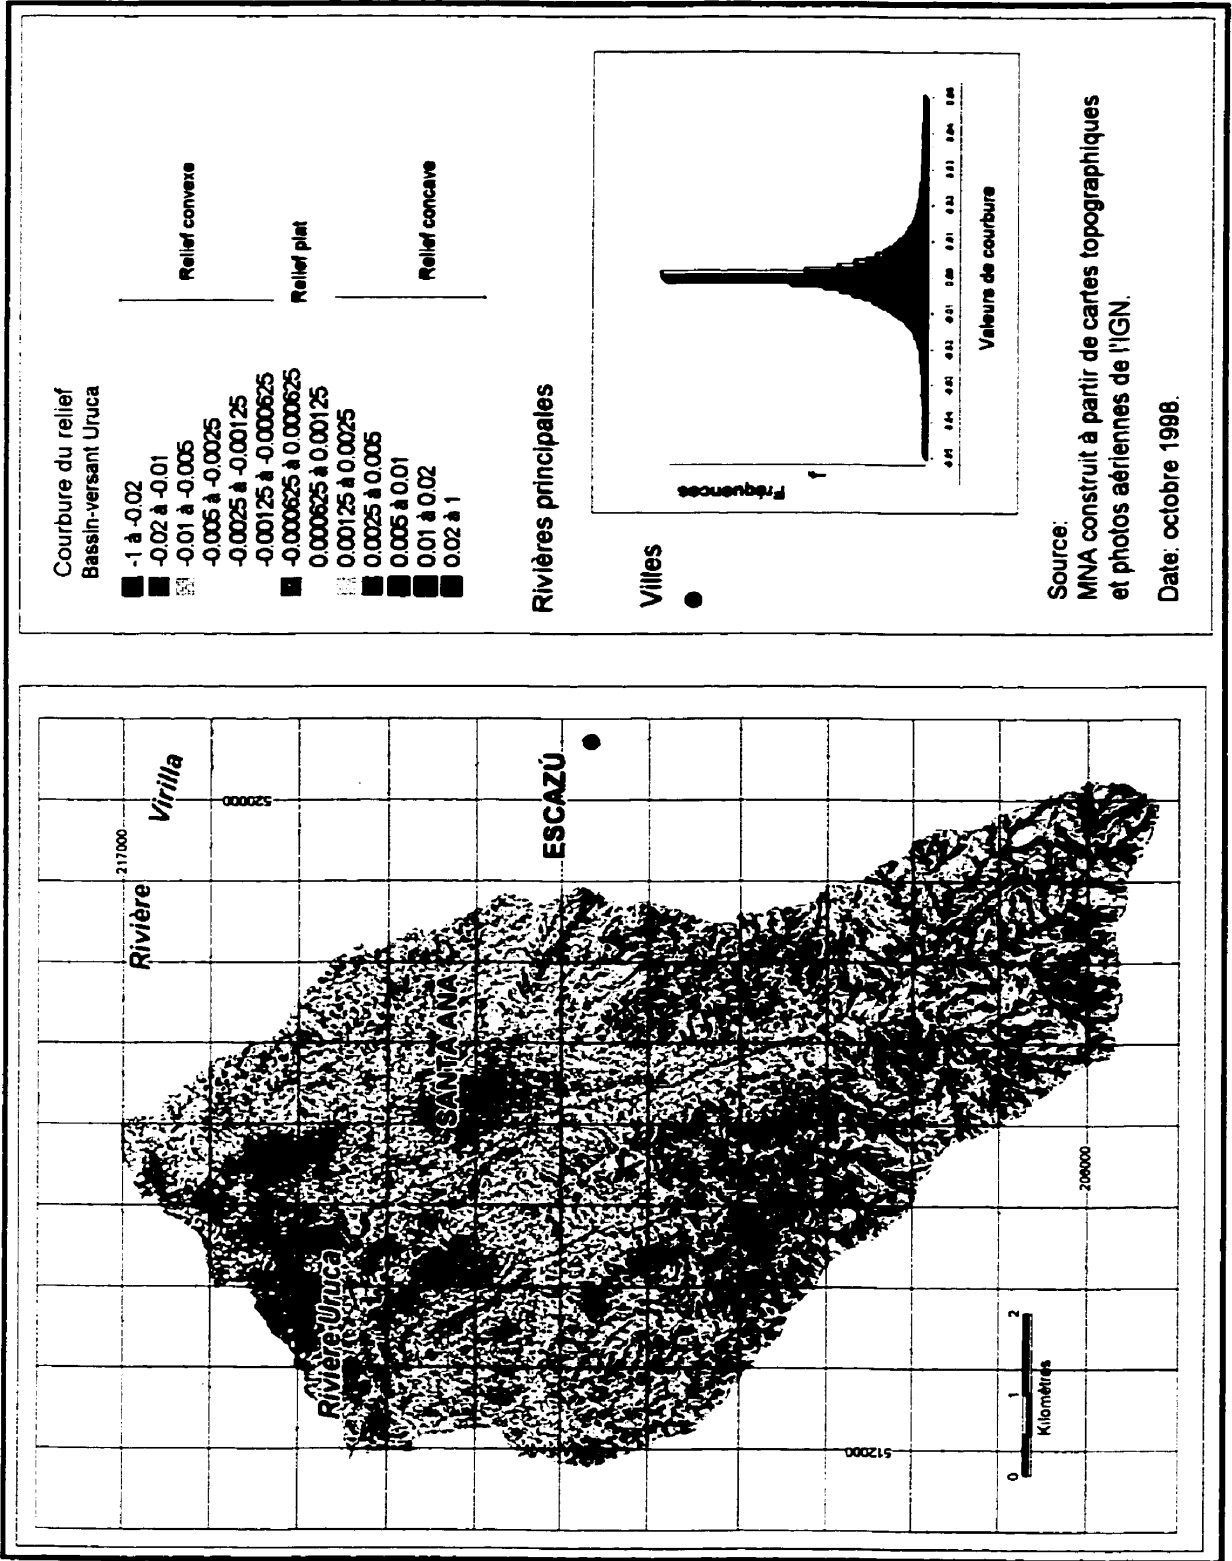 217000
Rivière
Virilla
520000
ESCAZÚ
SANTA ANA
Rivière Uruca
512000
206000
0 1 2
Kilomètres
Courbure du relief
Bassin-versant Uruca
-1 à -0.02
-0.02 à -0.01
-0.01 à -0.005
-0.005 à -0.0025
-0.0025 à -0.00125
-0.00125 à -0.000625
-0.000625 à 0.000625
0.000625 à 0.00125
0.00125 à 0.0025
0.0025 à 0.005
0.005 à 0.01
0.01 à 0.02
0.02 à 1
Relief convexe
Relief plat
Relief concave
Rivières principales
Villes
Fréquences
f
Valeurs de courbure
Source:
MNA construit à partir de cartes topographiques
et photos aériennes de l'IGN.
Date: octobre 1998.